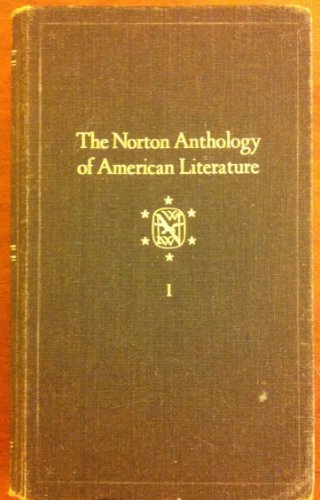 The Norton Anthology
of American Literature
I